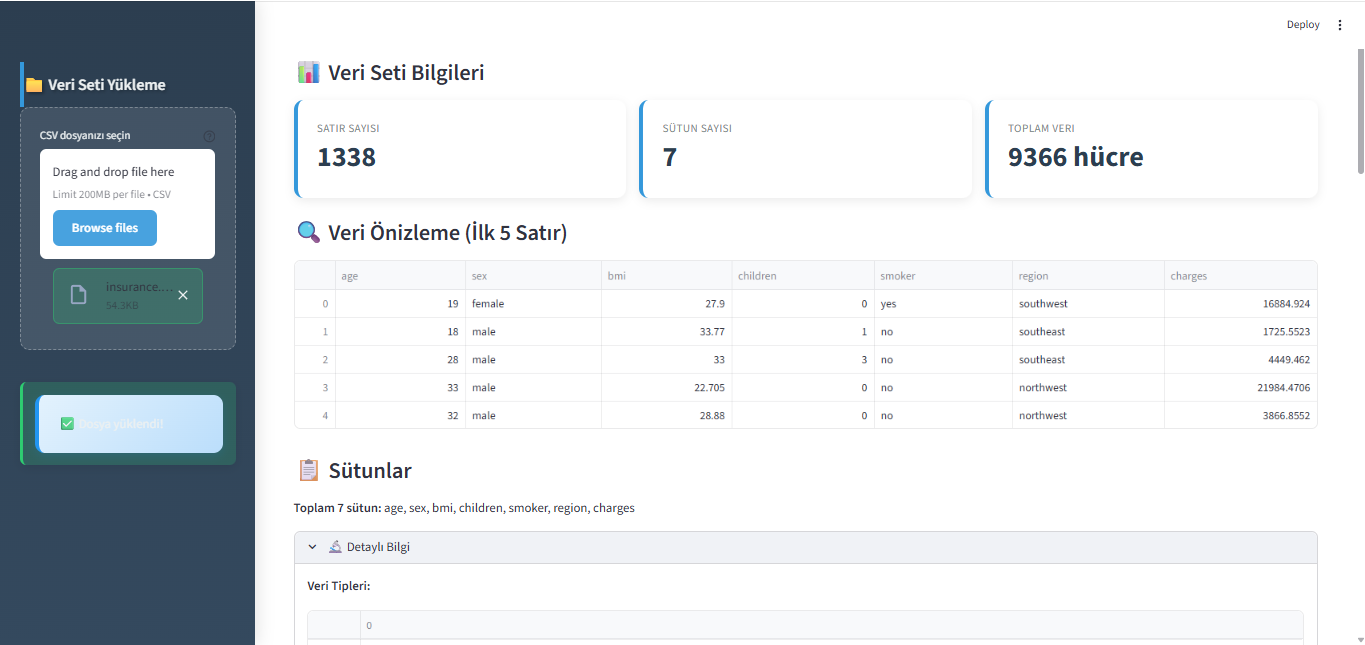 Deploy
Veri Seti Yükleme
CSV dosyanızı seçin
Drag and drop file here
Limit 200MB per file • CSV
Browse files
insurance....
54.3KB
Dosya yüklendi!
Veri Seti Bilgileri
SATIR SAYISI
1338
SÜTUN SAYISI
7
TOPLAM VERI
9366 hücre
Veri Önizleme (İlk 5 Satır)
age sex bmi children smoker region charges
0 19 female 27.9 0 yes southwest 16884.924
1 18 male 33.77 1 no southeast 1725.5523
2 28 male 33 3 no southeast 4449.462
3 33 male 22.705 0 no northwest 21984.4706
4 32 male 28.88 0 no northwest 3866.8552
Sütunlar
Toplam 7 sütun: age, sex, bmi, children, smoker, region, charges
Detaylı Bilgi
Veri Tipleri:
0